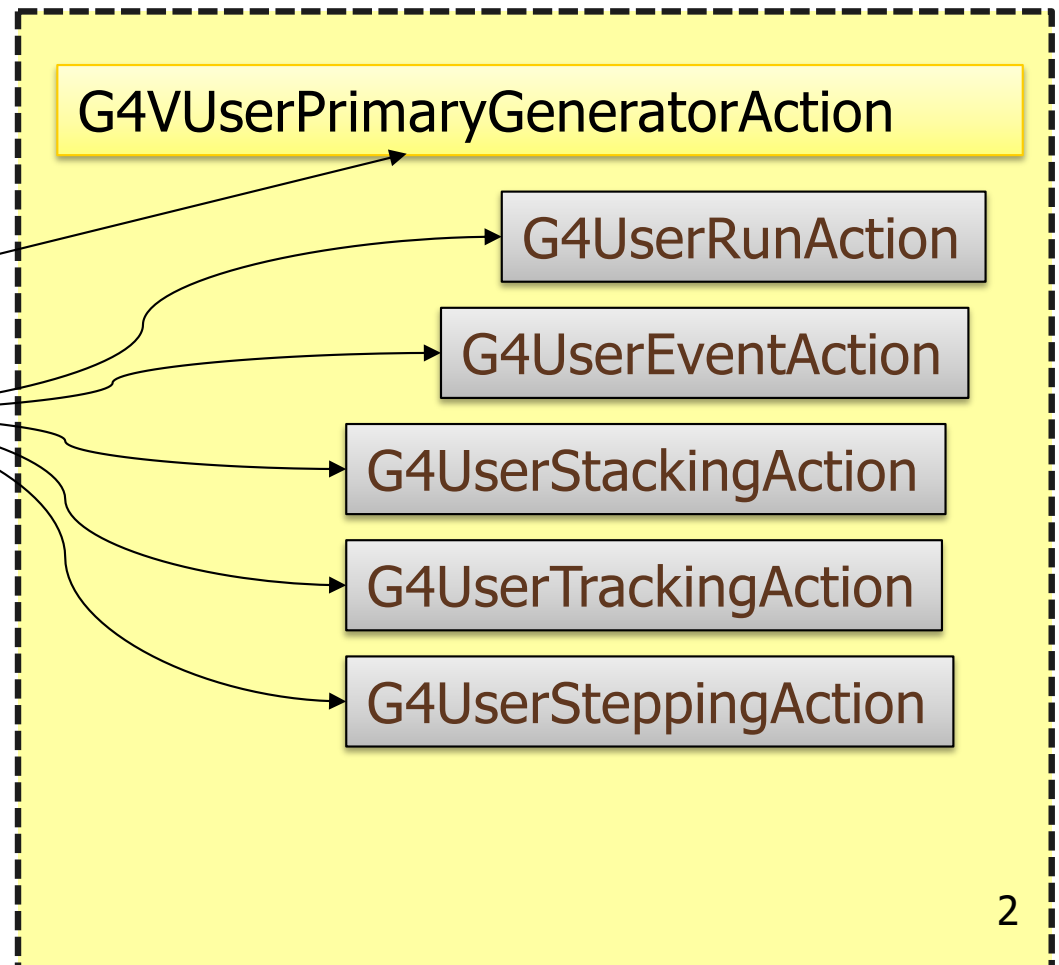 G4VUserPrimaryGeneratorAction
G4UserRunAction
G4UserEventAction
G4UserStackingAction
G4UserTrackingAction
G4UserSteppingAction
2